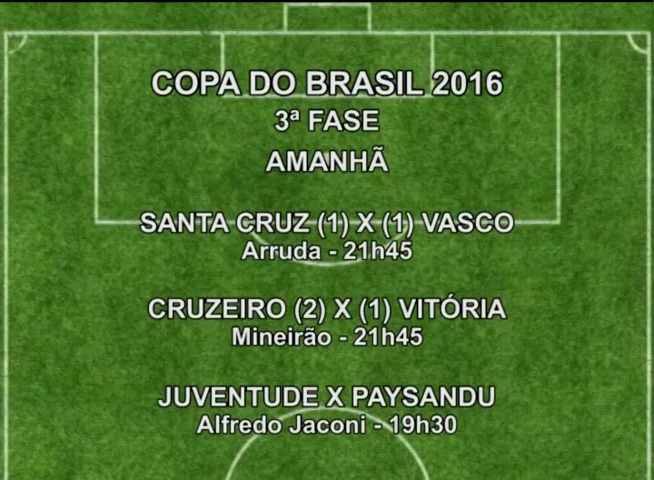 COPA DO BRASIL 2016
3ª FASE
AMANHÃ
SANTA CRUZ (1) X (1) VASCO
Arruda - 21h45
CRUZEIRO (2) X (1) VITÓRIA
Mineirão - 21h45
JUVENTUDE X PAYSANDU
Alfredo Jaconi - 19h30